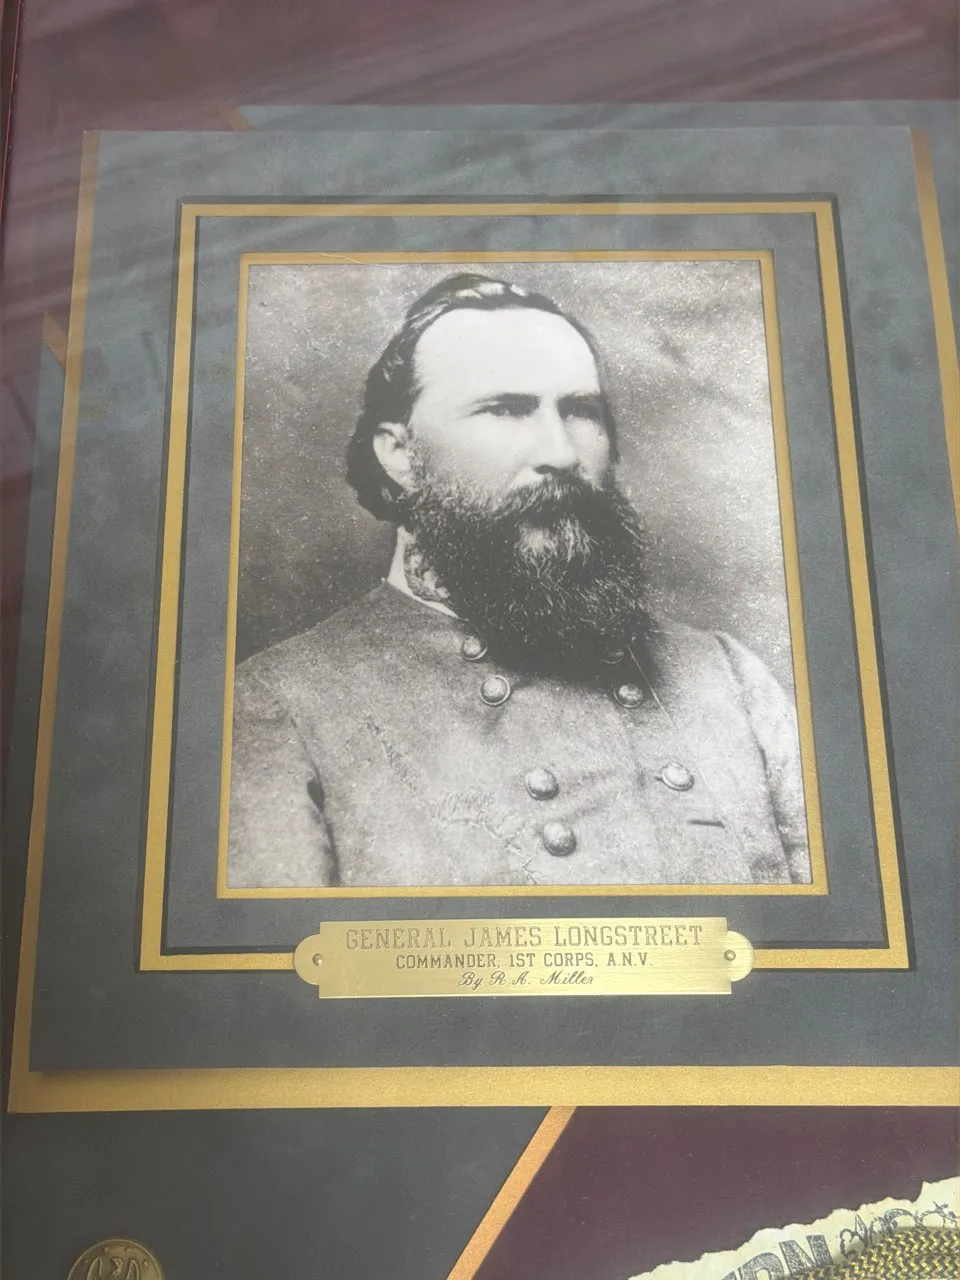 GENERAL JAMES LONGSTREET
COMMANDER, 1ST CORPS, A.N.V.
By R.A. Miller